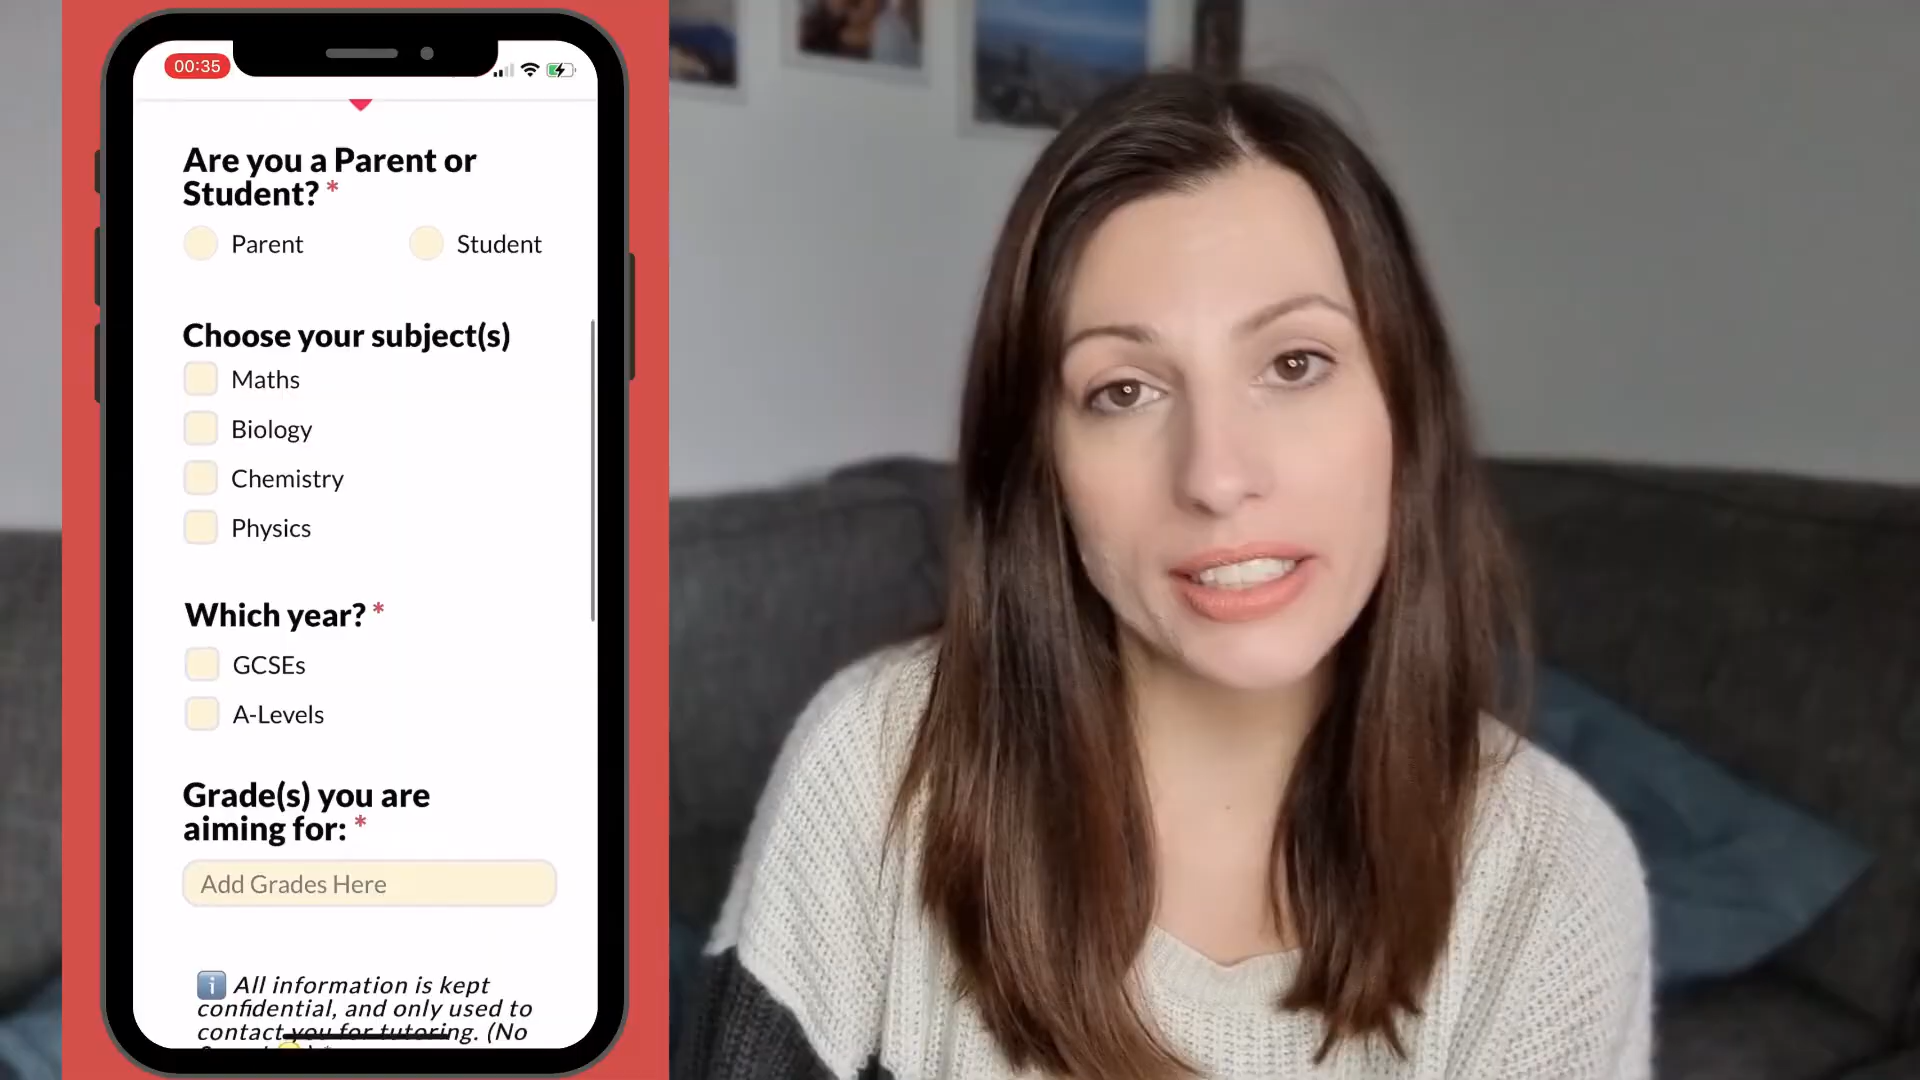 00:35
Are you a Parent or
Student? *
Parent Student
Choose your subject(s)
Maths
Biology
Chemistry
Physics
Which year? *
GCSEs
A-Levels
Grade(s) you are
aiming for: *
Add Grades Here
All information is kept
confidential, and only used to
contact you for tutoring. (No